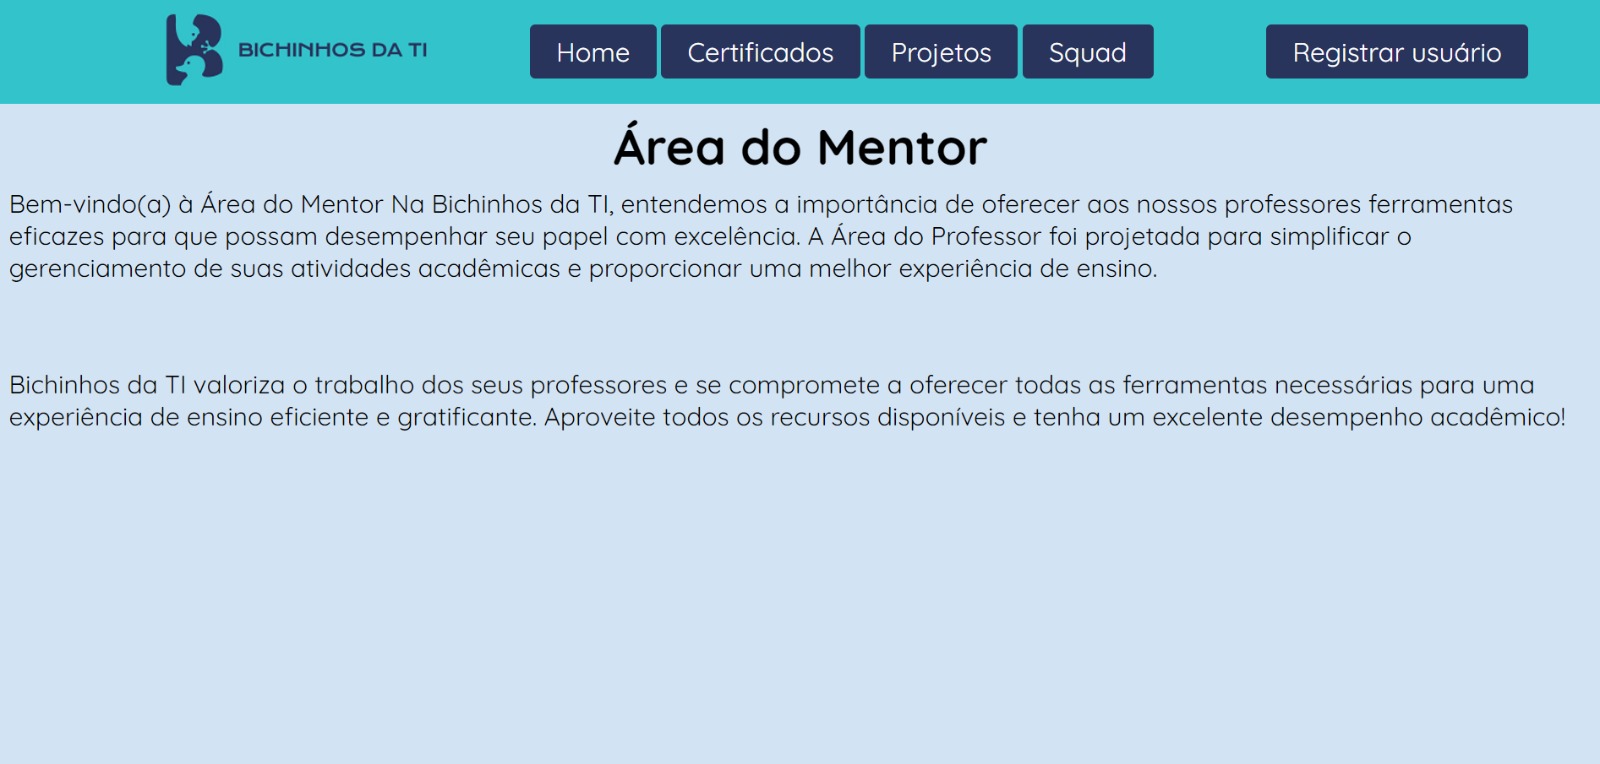 BICHINHOS DA TI
Home
Certificados
Projetos
Squad
Registrar usuário
Área do Mentor
Bem-vindo(a) à Área do Mentor Na Bichinhos da TI, entendemos a importância de oferecer aos nossos professores ferramentas
eficazes para que possam desempenhar seu papel com excelência. A Área do Professor foi projetada para simplificar o
gerenciamento de suas atividades acadêmicas e proporcionar uma melhor experiência de ensino.
Bichinhos da TI valoriza o trabalho dos seus professores e se compromete a oferecer todas as ferramentas necessárias para uma
experiência de ensino eficiente e gratificante. Aproveite todos os recursos disponíveis e tenha um excelente desempenho acadêmico!